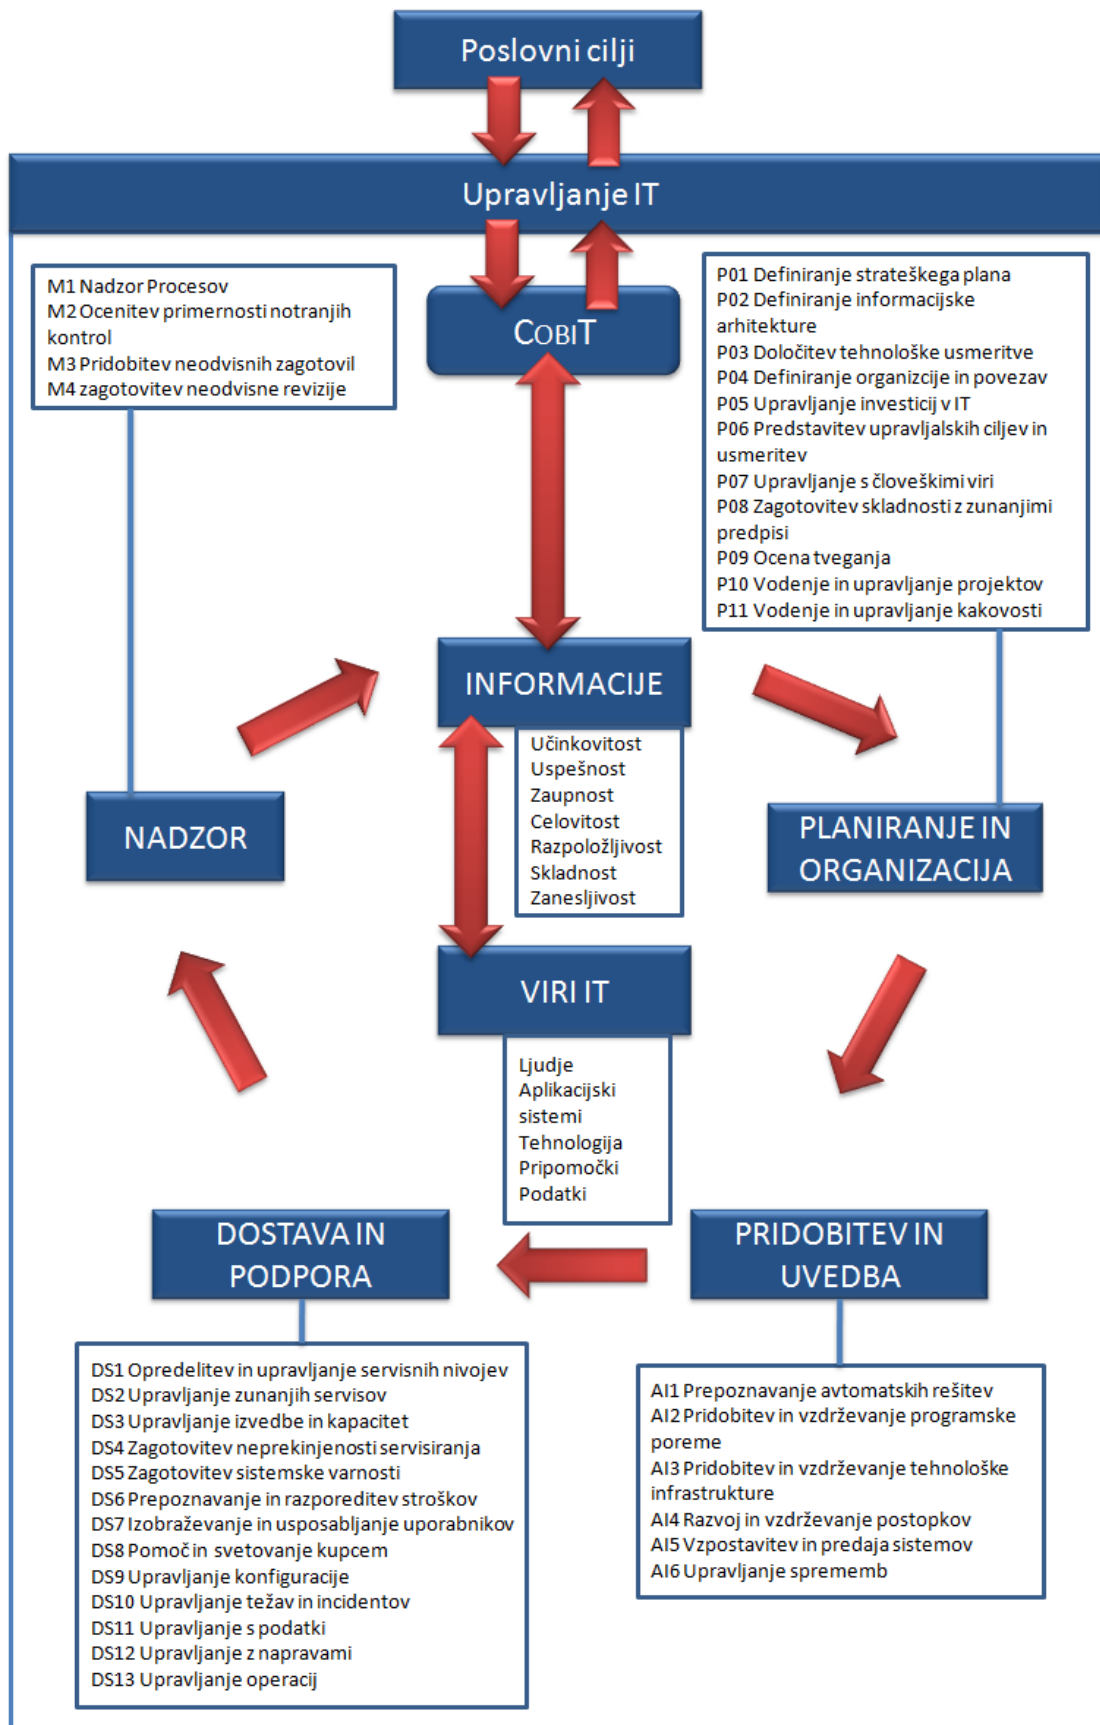 Poslovni cilji
Upravljanje IT
M1 Nadzor Procesov
M2 Ocenitev primernosti notranjih
kontrol
M3 Pridobitev neodvisnih zagotovil
M4 zagotovitev neodvisne revizije
COBIT
P01 Definiranje strateškega plana
P02 Definiranje informacijske
arhitekture
P03 Določitev tehnološke usmeritve
P04 Definiranje organizcije in povezav
P05 Upravljanje investicij v IT
P06 Predstavitev upravljalskih ciljev in
usmeritev
P07 Upravljanje s človeškimi viri
P08 Zagotovitev skladnosti z zunanjimi
predpisi
P09 Ocena tveganja
P10 Vodenje in upravljanje projektov
P11 Vodenje in upravljanje kakovosti
INFORMACIJE
Učinkovitost
Uspešnost
Zaupnost
Celovitost
Razpoložljivost
Skladnost
Zanesljivost
NADZOR
PLANIRANJE IN
ORGANIZACIJA
VIRI IT
Ljudje
Aplikacijski
sistemi
Tehnologija
Pripomočki
Podatki
DOSTAVA IN
PODPORA
PRIDOBITEV IN
UVEDBA
DS1 Opredelitev in upravljanje servisnih nivojev
DS2 Upravljanje zunanjih servisov
DS3 Upravljanje izvedbe in kapacitet
DS4 Zagotovitev neprekinjenosti servisiranja
DS5 Zagotovitev sistemske varnosti
DS6 Prepoznavanje in razporeditev stroškov
DS7 Izobraževanje in usposabljanje uporabnikov
DS8 Pomoč in svetovanje kupcem
DS9 Upravljanje konfiguracije
DS10 Upravljanje težav in incidentov
DS11 Upravljanje s podatki
DS12 Upravljanje z napravami
DS13 Upravljanje operacij
AI1 Prepoznavanje avtomatskih rešitev
AI2 Pridobitev in vzdrževanje programske
poreme
AI3 Pridobitev in vzdrževanje tehnološke
infrastrukture
AI4 Razvoj in vzdrževanje postopkov
AI5 Vzpostavitev in predaja sistemov
AI6 Upravljanje sprememb